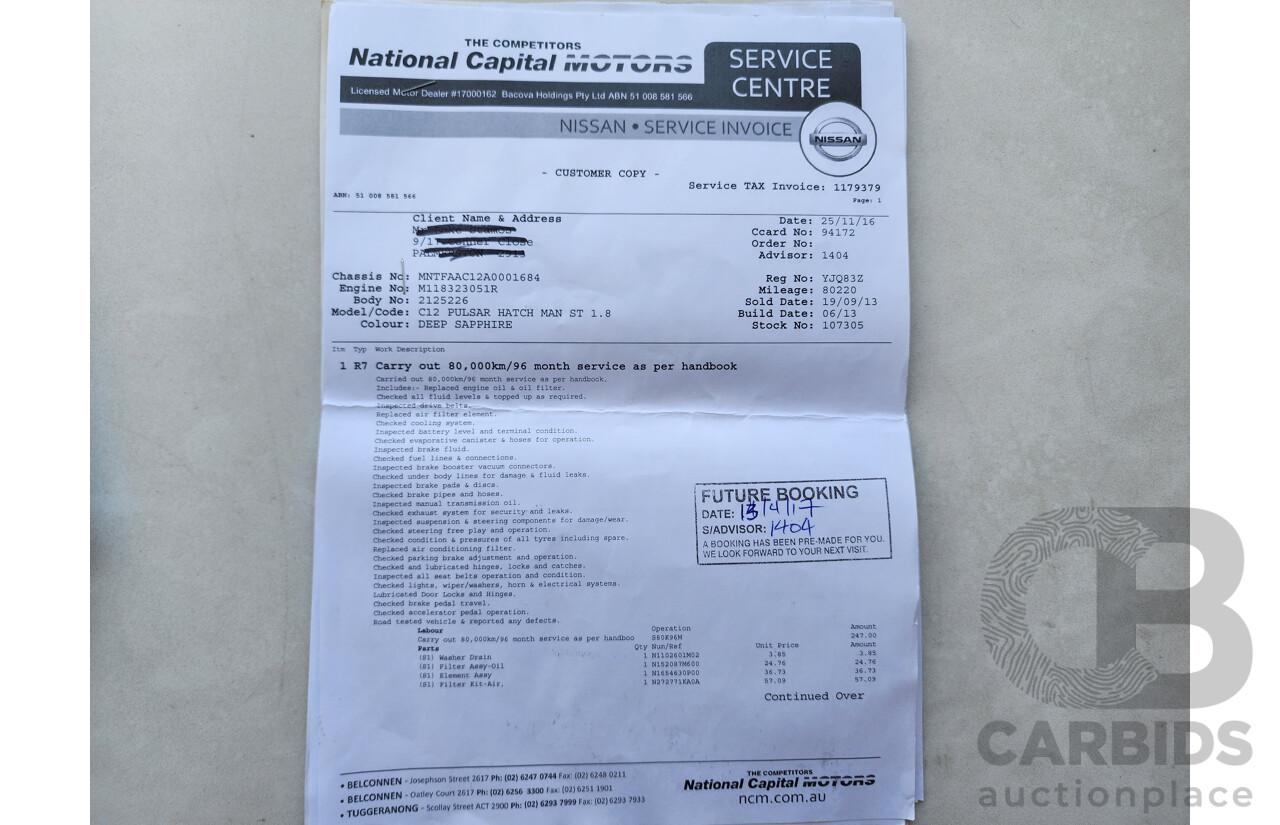 THE COMPETITORS
National Capital MOTORS
SERVICE CENTRE
Licensed Motor Dealer #17000162 Bacova Holdings Pty Ltd ABN 51 008 581 566
NISSAN • SERVICE INVOICE
NISSAN
- CUSTOMER COPY -
Service TAX Invoice: 1179379
ABN: 51 008 581 566
Page: 1
Client Name & Address
Date: 25/11/16
Ccard No: 94172
9/1 Close
Order No:
Advisor: 1404
Chassis No: MNTFAAC12A0001684
Reg No: YJQ83Z
Engine No: M118323051R
Mileage: 80220
Body No: 2125226
Sold Date: 19/09/13
Model/Code: C12 PULSAR HATCH MAN ST 1.8
Build Date: 06/13
Colour: DEEP SAPPHIRE
Stock No: 107305
Itm Typ Work Description
1 R7 Carry out 80,000km/96 month service as per handbook
Carried out 80,000km/96 month service as per handbook.
Includes:- Replaced engine oil & oil filter.
Checked all fluid levels & topped up as required.
Inspected drive belts.
Replaced air filter element.
Checked cooling system.
Inspected battery level and terminal condition.
Checked evaporative canister & hoses for operation.
Inspected brake fluid.
Checked fuel lines & connections.
Inspected brake booster vacuum connectors.
Checked under body lines for damage & fluid leaks.
Inspected brake pads & discs.
Checked brake pipes and hoses.
Inspected manual transmission oil.
Checked exhaust system for security and leaks.
Inspected suspension & steering components for damage/wear.
Checked steering free play and operation.
Checked condition & pressures of all tyres including spare.
Replaced air conditioning filter.
Checked parking brake adjustment and operation.
Checked and lubricated hinges, locks and catches.
Inspected all seat belts operation and condition.
Checked lights, wiper/washers, horn & electrical systems.
Lubricated Door Locks and Hinges.
Checked brake pedal travel.
Checked accelerator pedal operation.
Road tested vehicle & reported any defects.
FUTURE BOOKING
DATE: 13/4/17
S/ADVISOR: 1404
A BOOKING HAS BEEN PRE-MADE FOR YOU.
WE LOOK FORWARD TO YOUR NEXT VISIT.
Labour Operation Amount
Carry out 80,000km/96 month service as per handboo S80K96M 247.00
Parts Qty Num/Ref Unit Price Amount
(S1) Washer Drain 1 N1102601M02 3.85 3.85
(S1) Filter Assy-Oil 1 N152087M600 24.76 24.76
(S1) Element Assy 1 N1654630P00 36.73 36.73
(S1) Filter Kit-Air, 1 N272771KA0A 57.09 57.09
Continued Over
• BELCONNEN - Josephson Street 2617 Ph: (02) 6247 0744 Fax: (02) 6248 0211
• BELCONNEN - Oatley Court 2617 Ph: (02) 6256 3300 Fax: (02) 6251 1901
• TUGGERANONG - Scollay Street ACT 2900 Ph: (02) 6293 7999 Fax: (02) 6293 7933
THE COMPETITORS
National Capital MOTORS
ncm.com.au
CB
CARBIDS
auctionplace